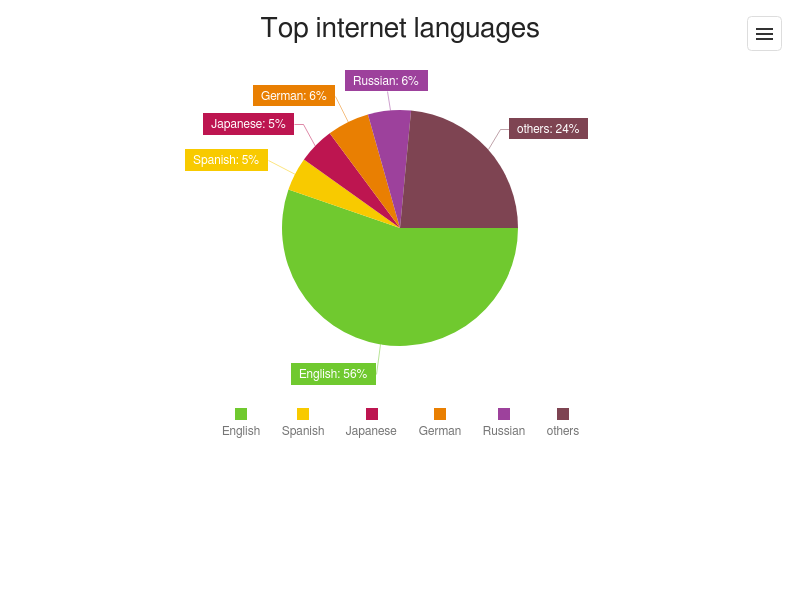 Top internet languages
Russian: 6%
German: 6%
Japanese: 5%
others: 24%
Spanish: 5%
English: 56%
English
Spanish
Japanese
German
Russian
others